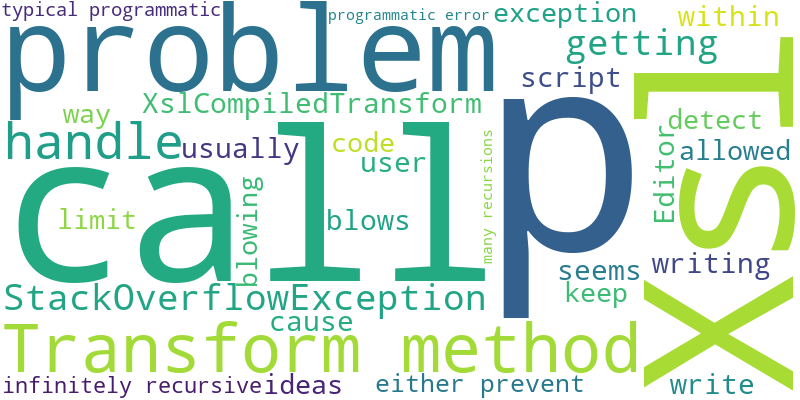 typical programmatic
programmatic error
exception
within
problem
getting
script
Xsl
XslCompiledTransform
way
detect
handle
usually
code
user
many recursions
p
Editor
allowed
call
blowing
limit
blows
seems
writing
StackOverflowException
keep
cause
Transform method
infinitely recursive
ideas
either prevent
write